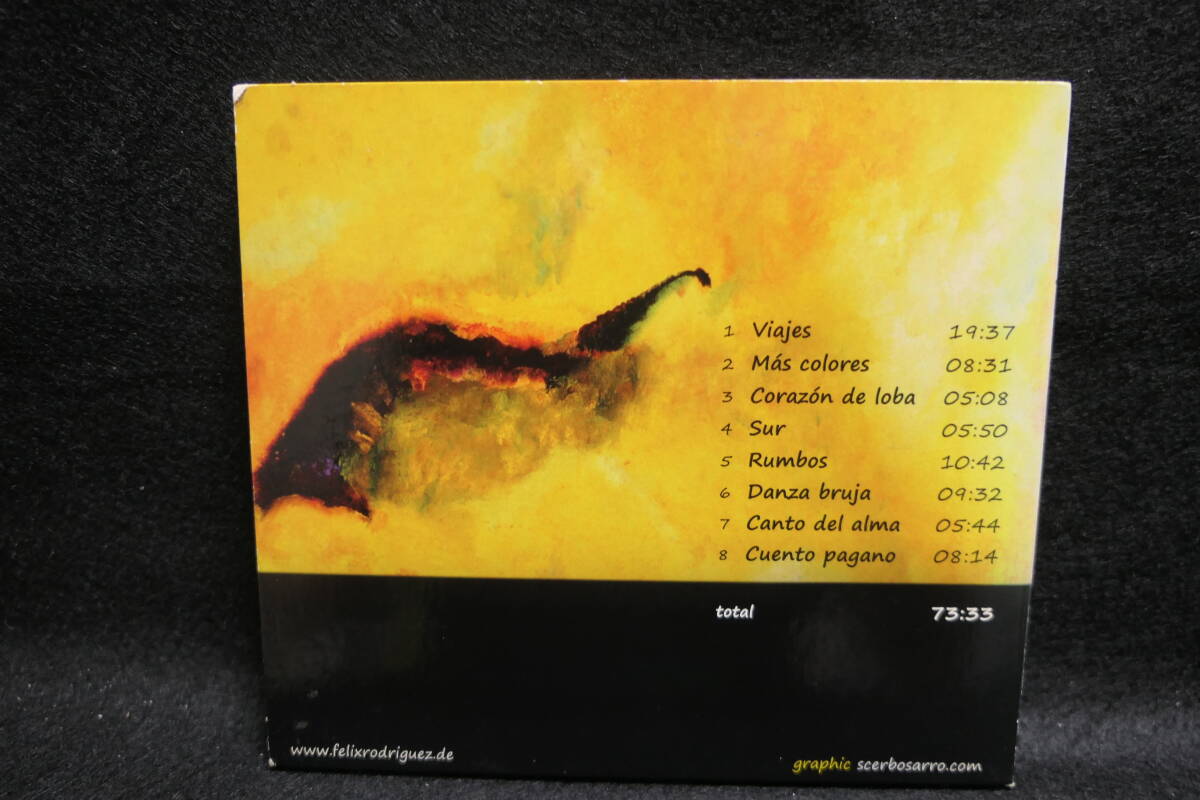 1 Viajes 19:37
2 Más colores 08:31
3 Corazón de loba 05:08
4 Sur 05:50
5 Rumbos 10:42
6 Danza bruja 09:32
7 Canto del alma 05:44
8 Cuento pagano 08:14
total 73:33
www.felixrodriguez.de
graphic scerbosarro.com